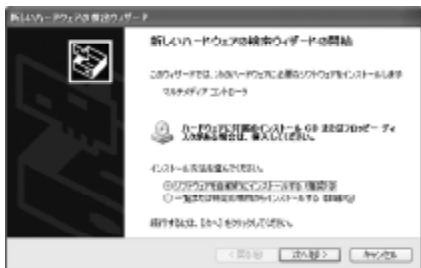 新しいハードウェアの検索ウィザード
新しいハードウェアの検索ウィザードの開始
このウィザードでは、次のハードウェアに必要なソフトウェアをインストールします:
マルチメディア コントローラ
ハードウェアに付属のインストール CD またはフロッピー ディ
スクがある場合は、挿入してください。
インストール方法を選んでください。
ソフトウェアを自動的にインストールする (推奨)(I)
一覧または特定の場所からインストールする (詳細)(S)
続行するには、[次へ] をクリックしてください。
< 戻る(B)
次へ(N) >
キャンセル